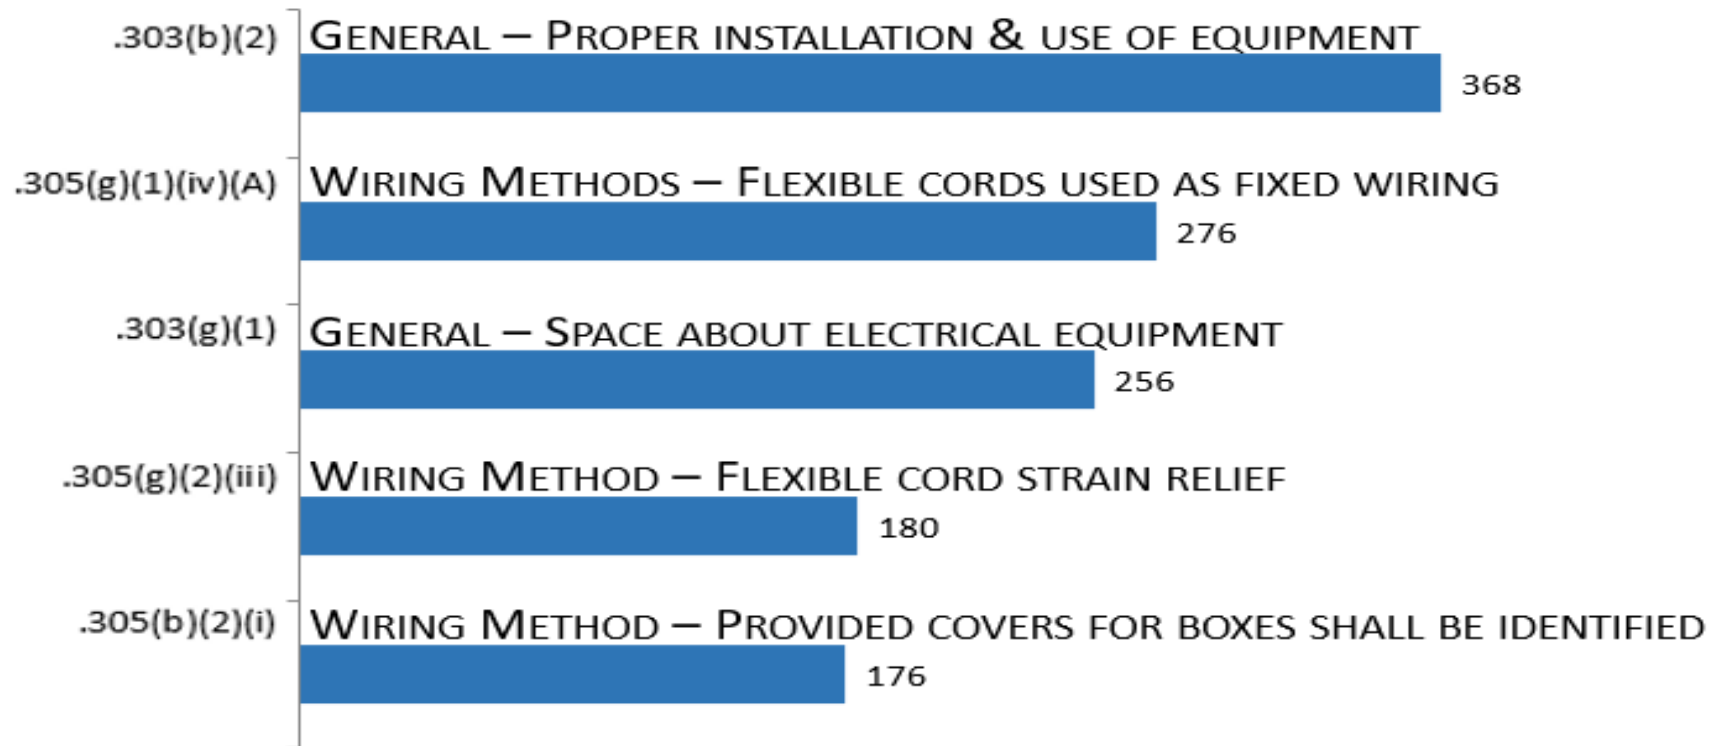 .303(b)(2) GENERAL – PROPER INSTALLATION & USE OF EQUIPMENT
368
.305(g)(1)(iv)(A) WIRING METHODS – FLEXIBLE CORDS USED AS FIXED WIRING
276
.303(g)(1) GENERAL – SPACE ABOUT ELECTRICAL EQUIPMENT
256
.305(g)(2)(iii) WIRING METHOD – FLEXIBLE CORD STRAIN RELIEF
180
.305(b)(2)(i) WIRING METHOD – PROVIDED COVERS FOR BOXES SHALL BE IDENTIFIED
176